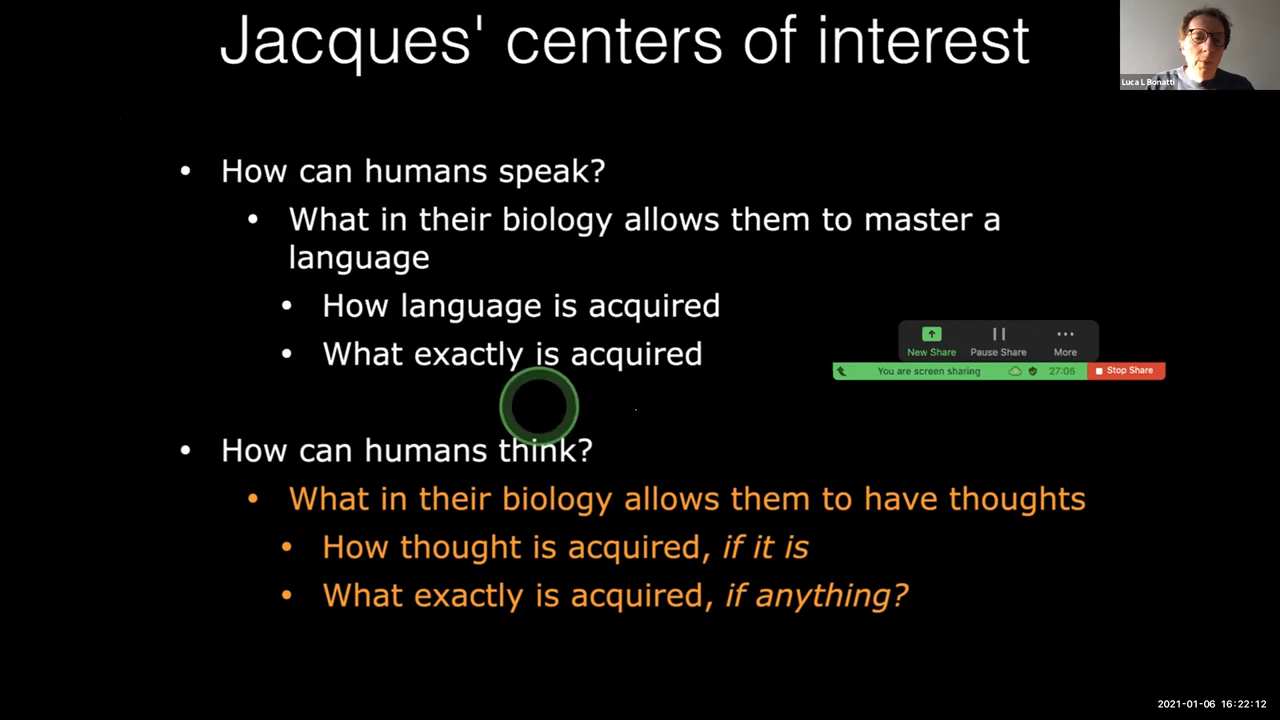 Jacques' centers of interest
Luca L Bonatti
• How can humans speak?
• What in their biology allows them to master a
language
• How language is acquired
• What exactly is acquired
New Share
Pause Share
More
You are screen sharing
27:06
Stop Share
• How can humans think?
• What in their biology allows them to have thoughts
• How thought is acquired, if it is
• What exactly is acquired, if anything?
2021-01-06 16:22:12